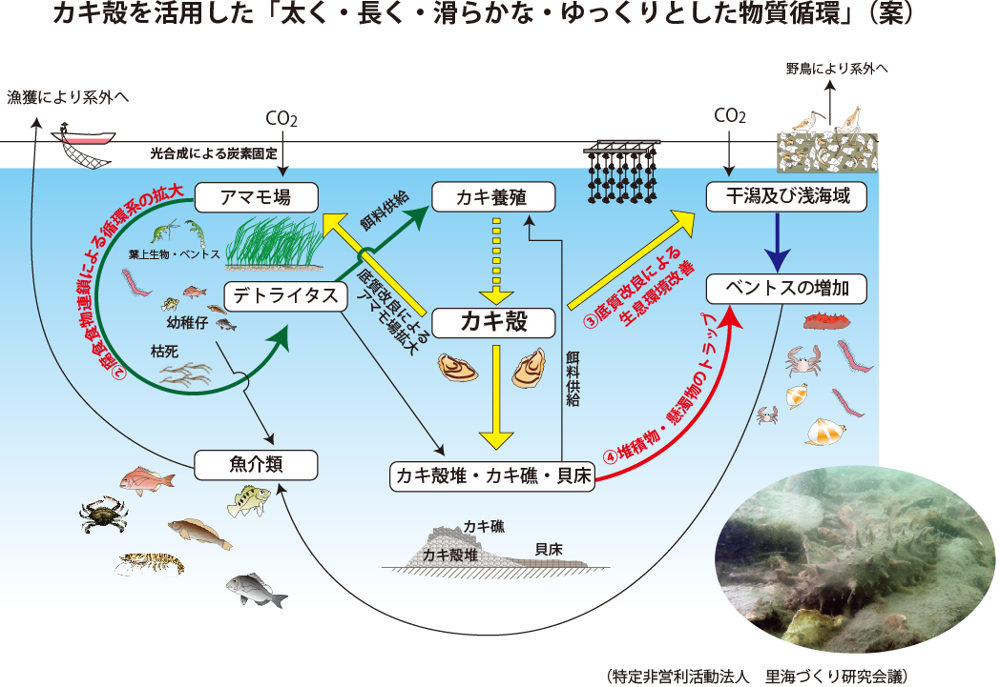 カキ殻を活用した「太く・長く・滑らかな・ゆっくりとした物質循環」（案）
野鳥により系外へ
漁獲により系外へ
CO2
CO2
光合成による炭素固定
アマモ場
カキ養殖
干潟及び浅海域
餌料供給
②腐食食物連鎖による循環系の拡大
葉上生物・ベントス
デトライタス
底質改良による
アマモ場拡大
③底質改良による
生息環境改善
ベントスの増加
カキ殻
幼稚仔
枯死
餌料供給
④堆積物・懸濁物のトラップ
魚介類
カキ殻堆・カキ礁・貝床
カキ礁
カキ殻堆
貝床
（特定非営利活動法人　里海づくり研究会議）